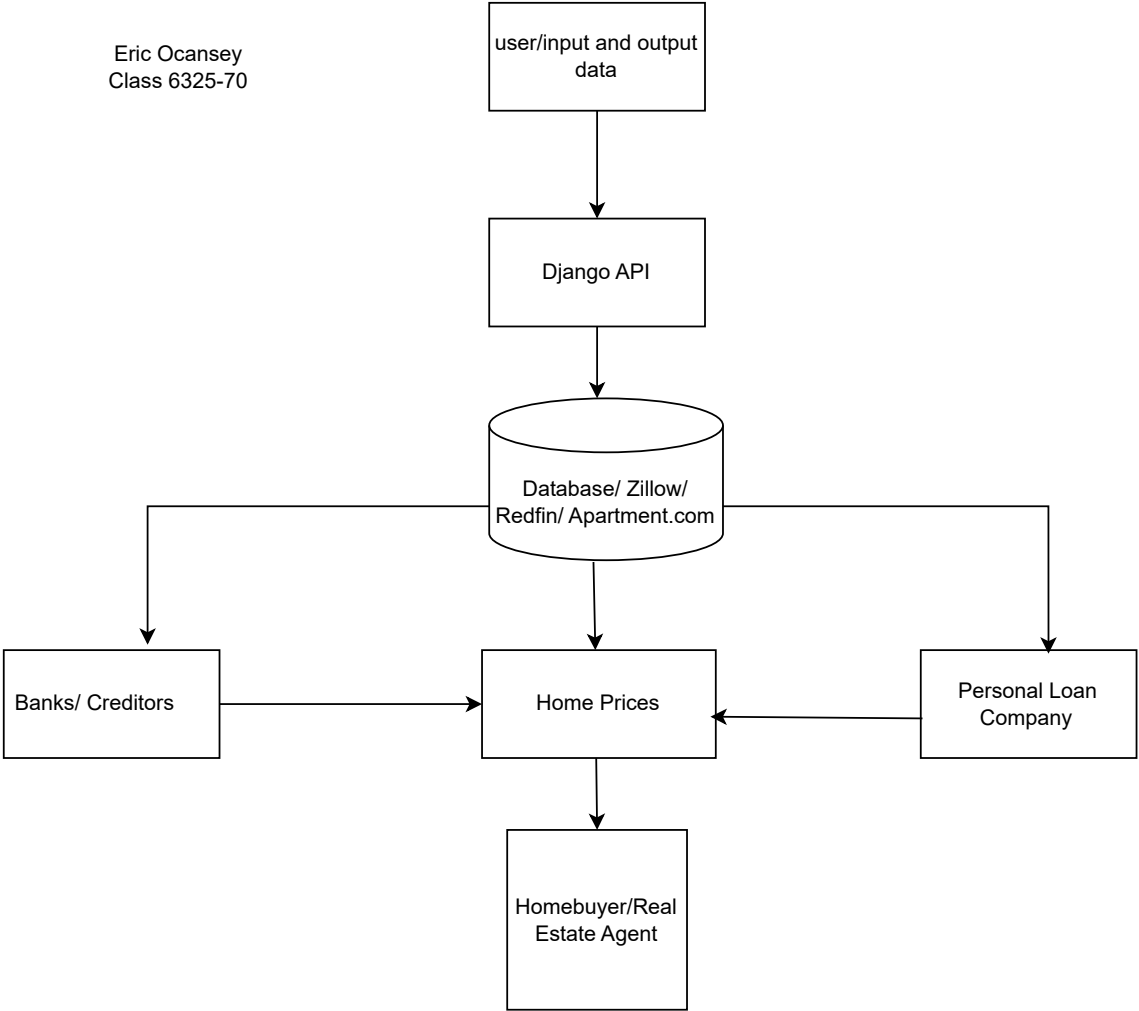 Eric Ocansey
Class 6325-70
user/input and output
data
Django API
Database/ Zillow/
Redfin/ Apartment.com
Banks/ Creditors
Home Prices
Personal Loan
Company
Homebuyer/Real
Estate Agent